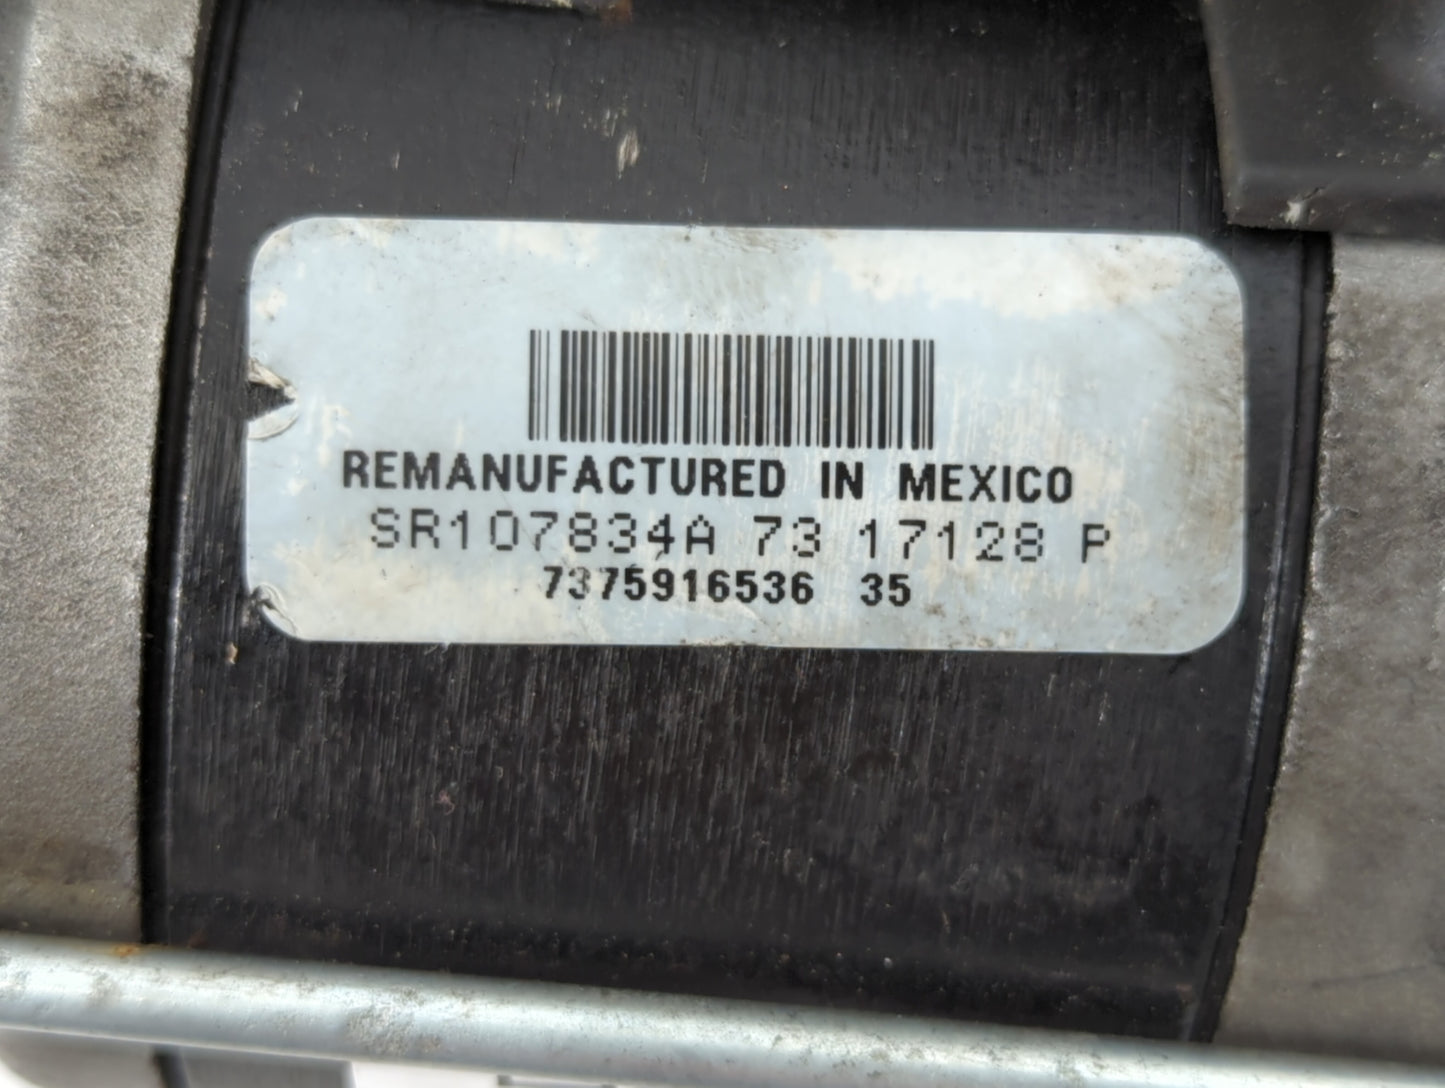 REMANUFACTURED IN MEXICO
SR107834A 73 17128 P
7375916536 35